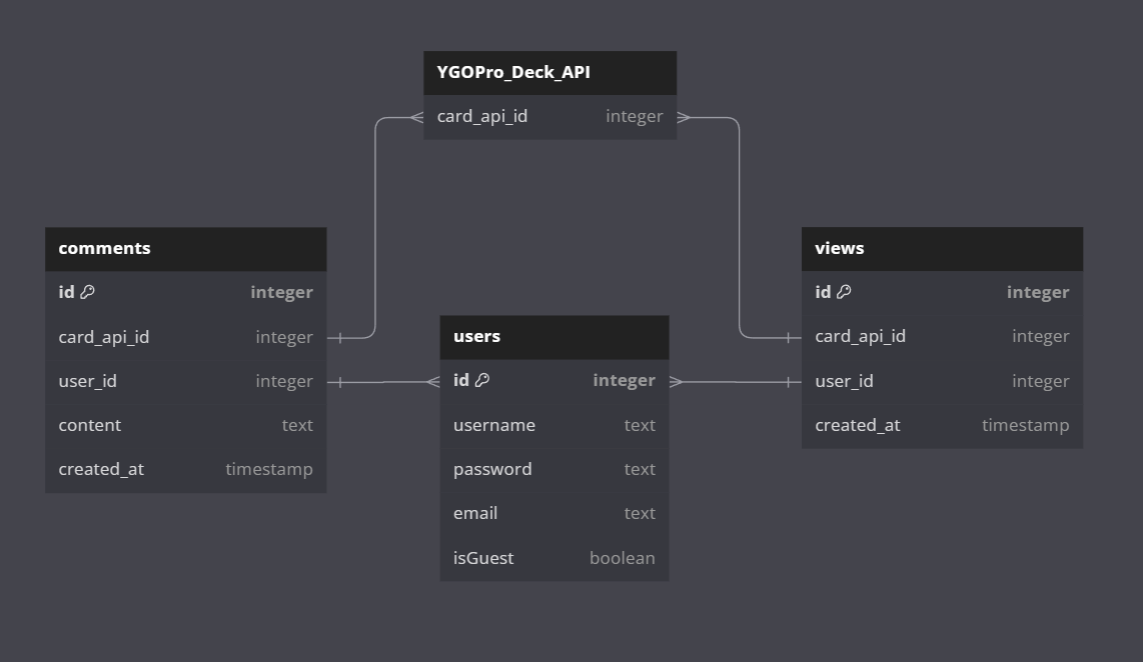 YGOPro_Deck_API
card_api_id integer
comments
id integer
card_api_id integer
user_id integer
content text
created_at timestamp
users
id integer
username text
password text
email text
isGuest boolean
views
id integer
card_api_id integer
user_id integer
created_at timestamp